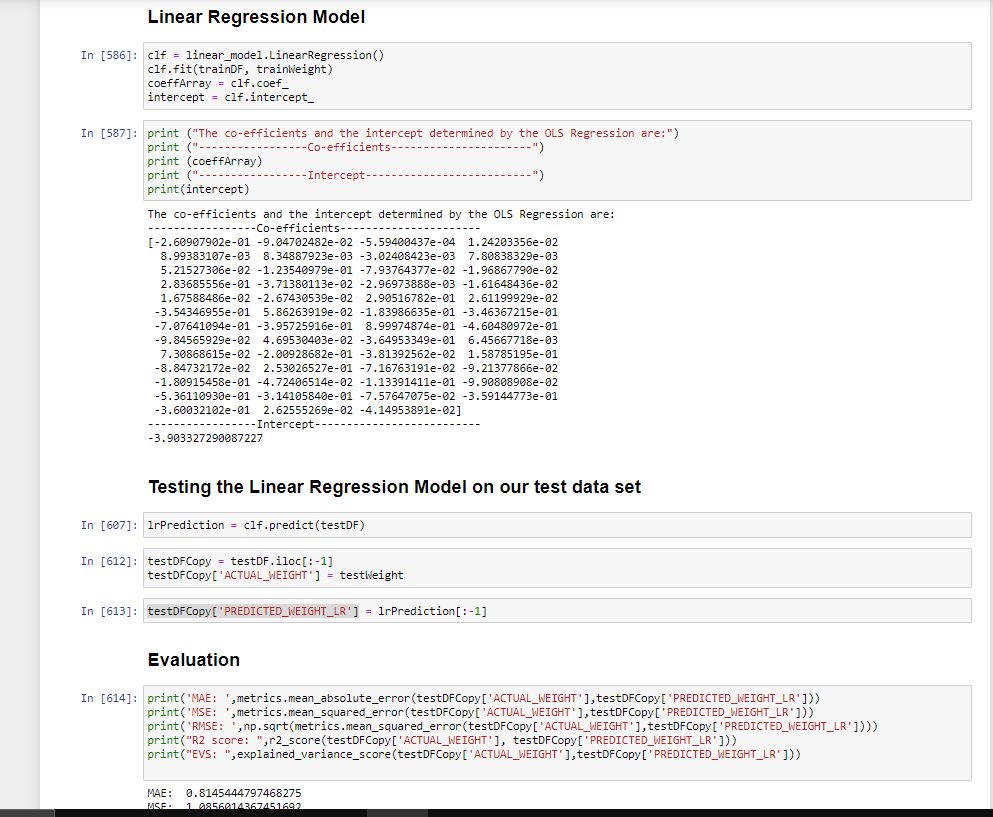 Linear Regression Model
In [586]: clf = linear_model.LinearRegression()
clf.fit(trainDF, trainWeight)
coeffArray = clf.coef_
intercept = clf.intercept_
In [587]: print ("The co-efficients and the intercept determined by the OLS Regression are:")
print ("-----------------Co-efficients----------------------")
print (coeffArray)
print ("-----------------Intercept--------------------------")
print(intercept)
The co-efficients and the intercept determined by the OLS Regression are:
-----------------Co-efficients----------------------
[-2.60907902e-01 -9.04702482e-02 -5.59400437e-04  1.24203356e-02
8.99383107e-03  8.34887923e-03 -3.02408423e-03  7.80838329e-03
5.21527306e-02 -1.23540979e-01 -7.93764377e-02 -1.96867790e-02
2.83685556e-01 -3.71380113e-02 -2.96973888e-03 -1.61648436e-02
1.67588486e-02 -2.67430539e-02  2.90516782e-01  2.61199929e-02
-3.54346955e-01  5.86263919e-02 -1.83986635e-01 -3.46367215e-01
-7.07641094e-01 -3.95725916e-01  8.99974874e-01 -4.60480972e-01
-9.84565929e-02  4.69530403e-02 -3.64953349e-01  6.45667718e-03
7.30868615e-02 -2.00928682e-01 -3.81392562e-02  1.58785195e-01
-8.84732172e-02  2.53026527e-01 -7.16763191e-02 -9.21377866e-02
-1.80915458e-01 -4.72406514e-02 -1.13391411e-01 -9.90808908e-02
-5.36110930e-01 -3.14105840e-01 -7.57647075e-02 -3.59144773e-01
-3.60032102e-01  2.62555269e-02 -4.14953891e-02]
-----------------Intercept--------------------------
-3.903327290087227
Testing the Linear Regression Model on our test data set
In [607]: lrPrediction = clf.predict(testDF)
In [612]: testDFCopy = testDF.iloc[:-1]
testDFCopy['ACTUAL_WEIGHT'] = testWeight
In [613]: testDFCopy['PREDICTED_WEIGHT_LR'] = lrPrediction[:-1]
Evaluation
In [614]: print('MAE: ',metrics.mean_absolute_error(testDFCopy['ACTUAL_WEIGHT'],testDFCopy['PREDICTED_WEIGHT_LR']))
print('MSE: ',metrics.mean_squared_error(testDFCopy['ACTUAL_WEIGHT'],testDFCopy['PREDICTED_WEIGHT_LR']))
print('RMSE: ',np.sqrt(metrics.mean_squared_error(testDFCopy['ACTUAL_WEIGHT'],testDFCopy['PREDICTED_WEIGHT_LR'])))
print("R2 score: ",r2_score(testDFCopy['ACTUAL_WEIGHT'], testDFCopy['PREDICTED_WEIGHT_LR']))
print("EVS: ",explained_variance_score(testDFCopy['ACTUAL_WEIGHT'],testDFCopy['PREDICTED_WEIGHT_LR']))
MAE:  0.8145444797468275
MSE:  1.0856014367451692